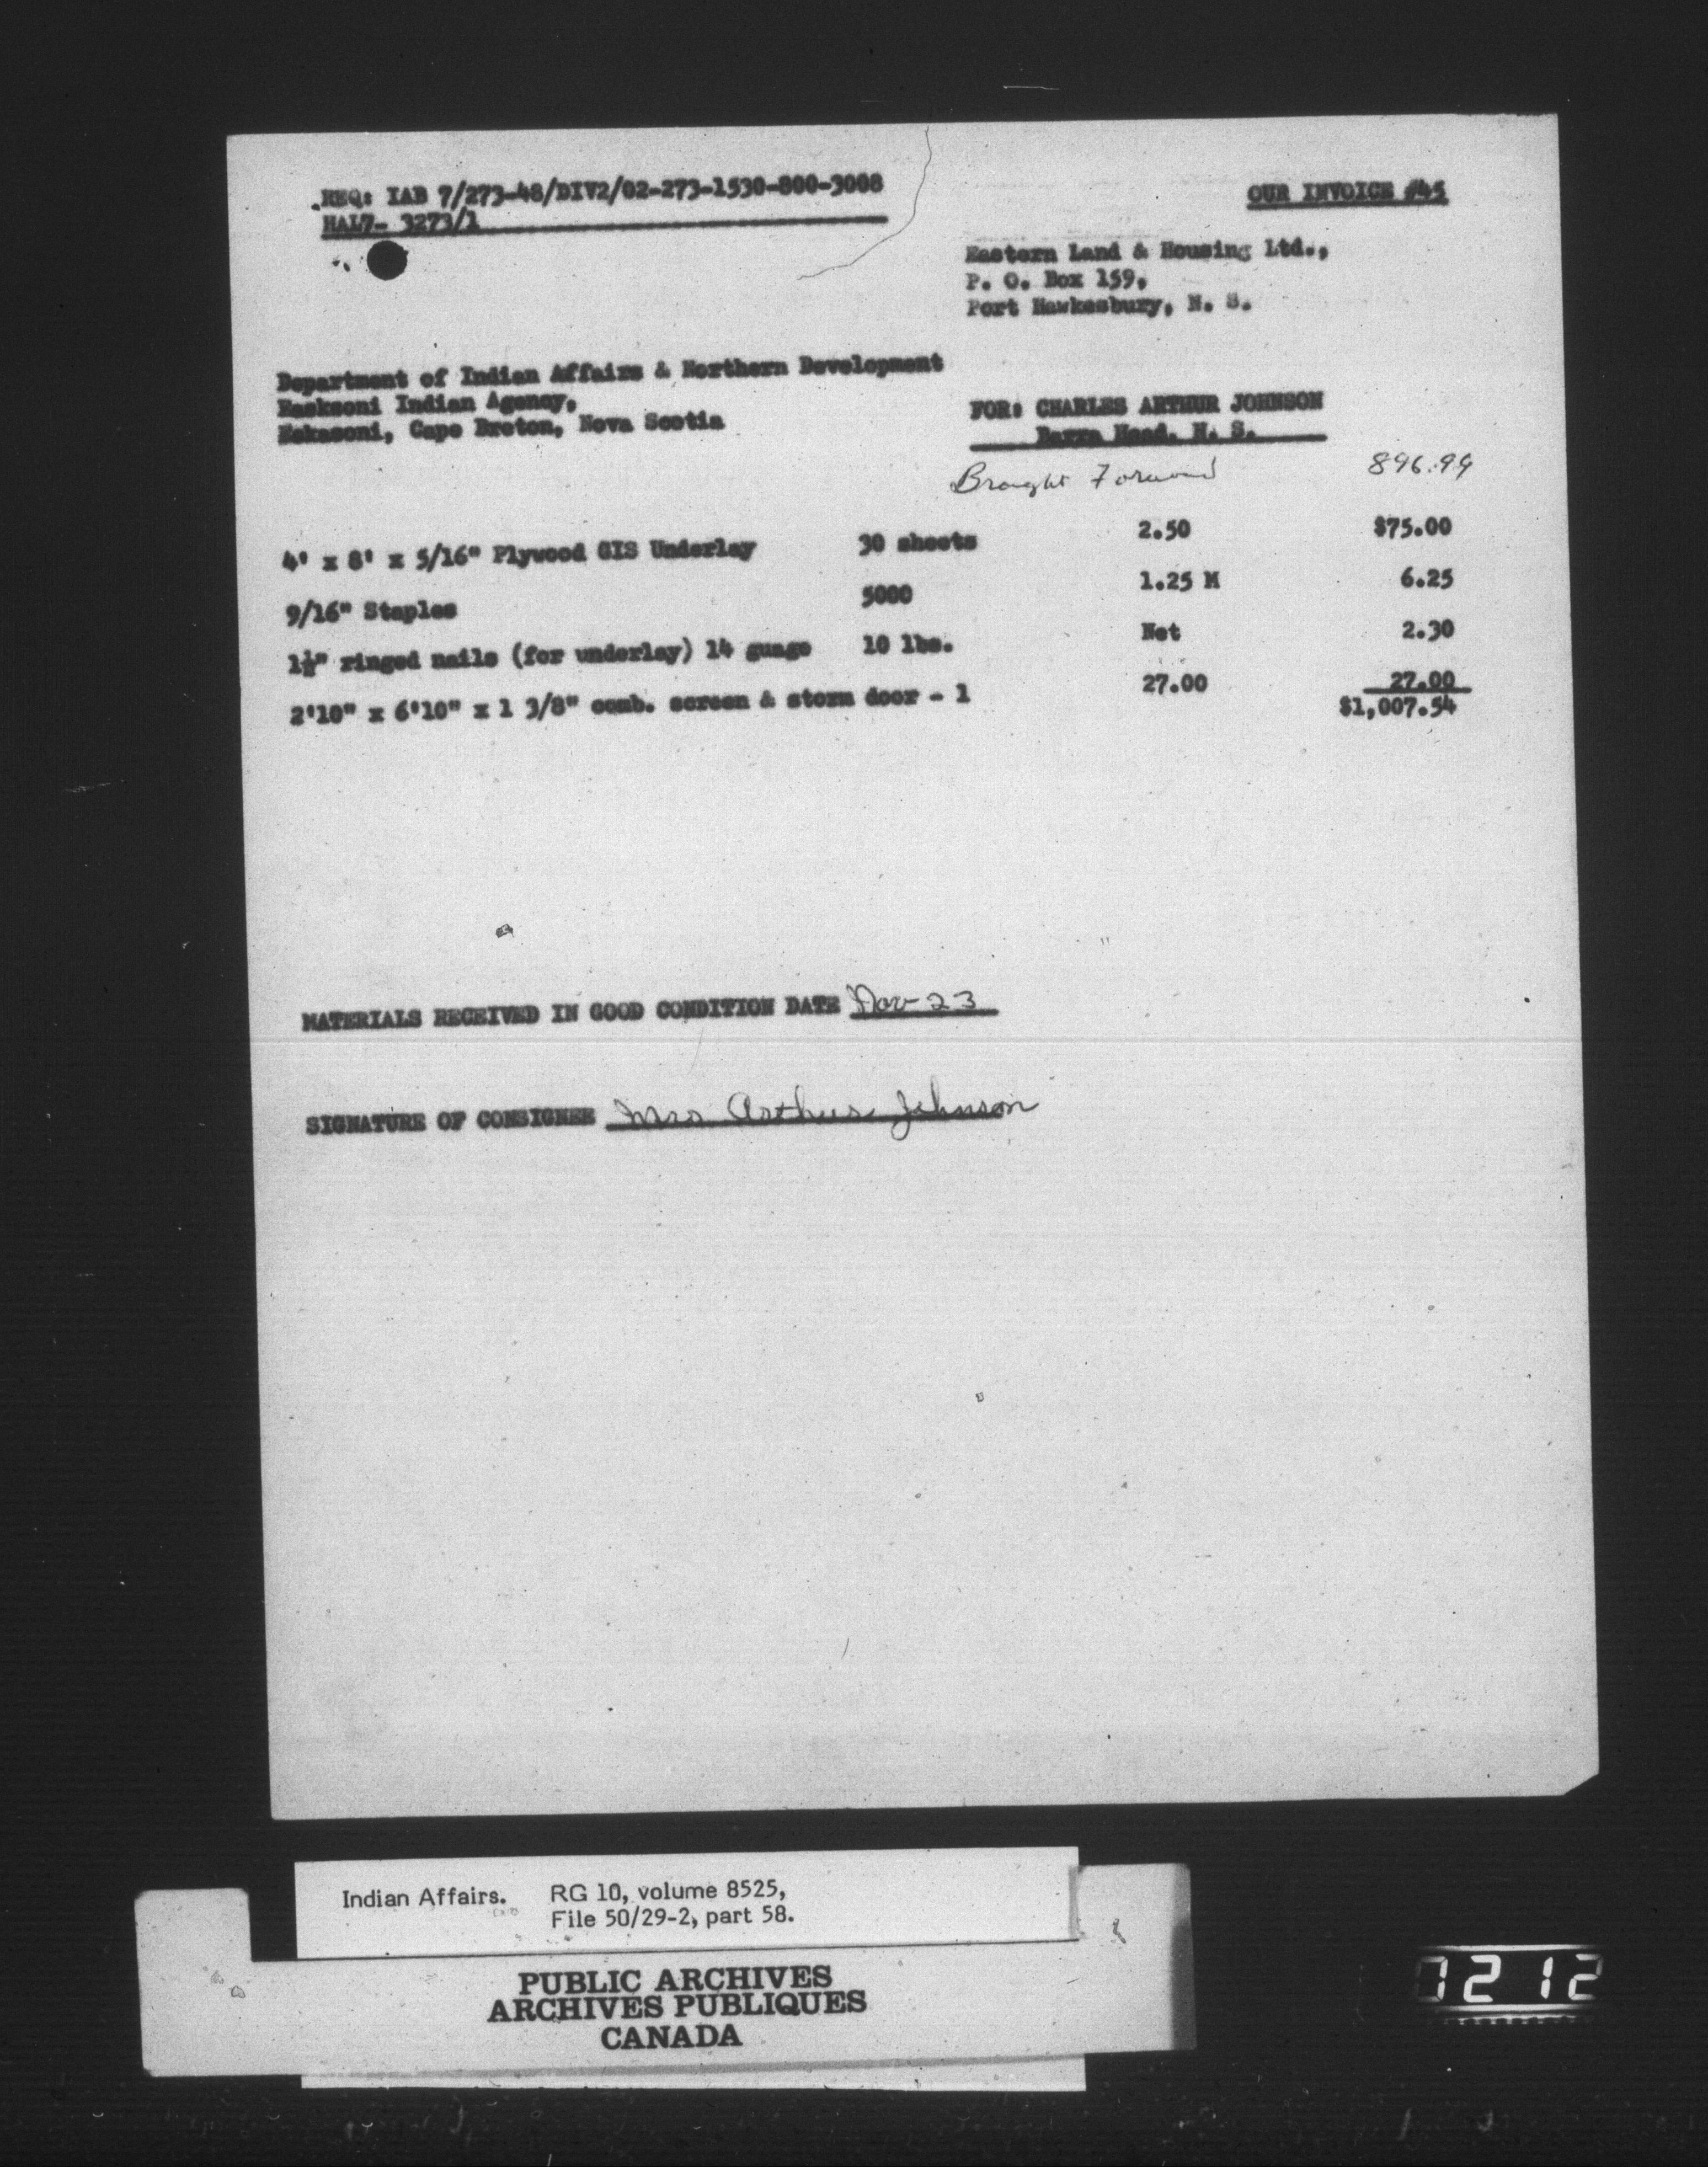 REQ: IAB 7/273-48/DIV2/02-273-1530-800-3008
HAL7- 3273/1
OUR INVOICE #45
Eastern Land & Housing Ltd.,
P. O. Box 159,
Port Hawkesbury, N. S.
Department of Indian Affairs & Northern Development
Easksoni Indian Agency,
Eskasoni, Cape Breton, Nova Scotia
FOR: CHARLES ARTHUR JOHNSON
Barra Head, N. S.
Brought Forward 896.99
4' x 8' x 5/16" Plywood GIS Underlay 30 sheets 2.50 $75.00
9/16" Staples 5000 1.25 M 6.25
1½" ringed nails (for underlay) 14 guage 10 lbs. Net 2.30
2'10" x 6'10" x 1 3/8" comb. screen & storm door - 1 27.00 27.00
$1,007.54
MATERIALS RECEIVED IN GOOD CONDITION DATE Nov 23
SIGNATURE OF CONSIGNEE Mrs Arthur Johnson
Indian Affairs. RG 10, volume 8525,
File 50/29-2, part 58.
PUBLIC ARCHIVES
ARCHIVES PUBLIQUES
CANADA
1212